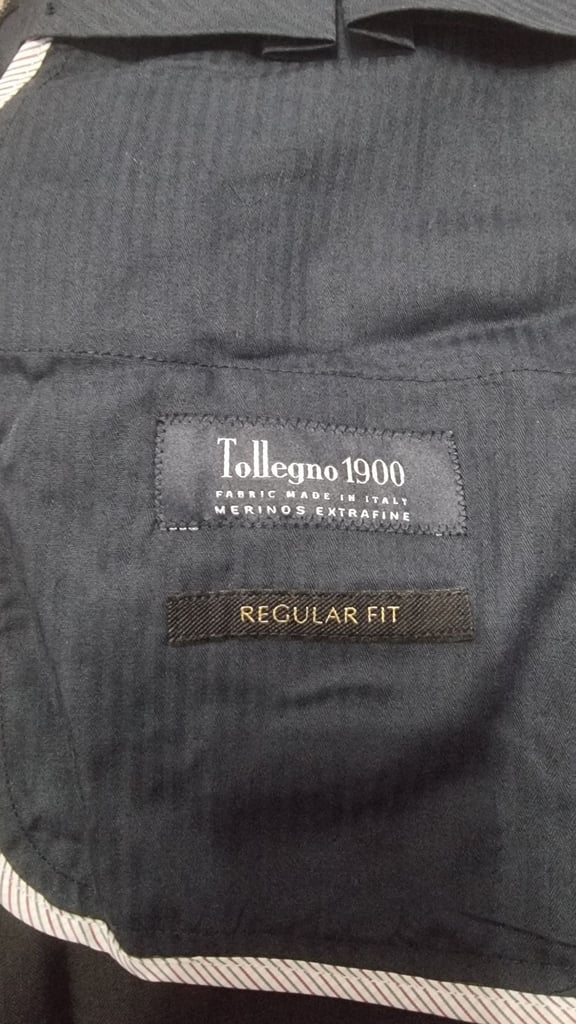 Tollegno 1900
FABRIC MADE IN ITALY
MERINOS EXTRAFINE
REGULAR FIT